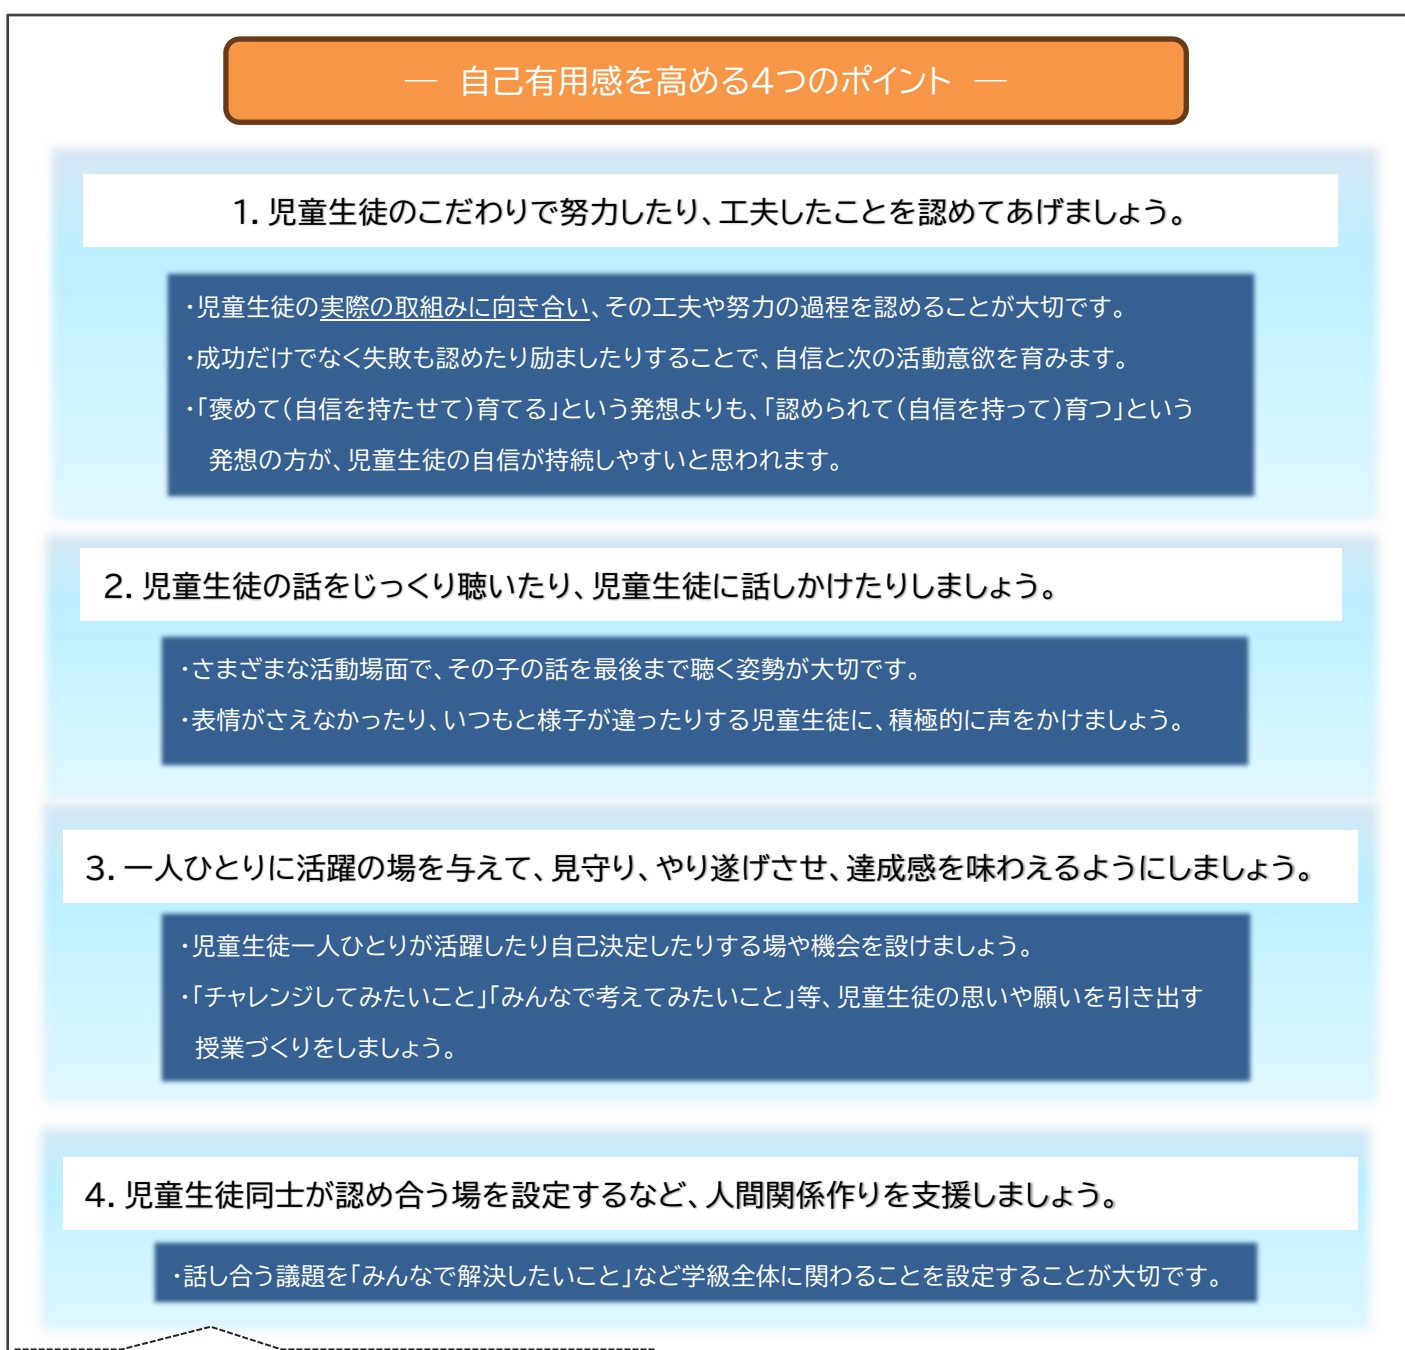 ― 自己有用感を高める4つのポイント ―
1. 児童生徒のこだわりで努力したり、工夫したことを認めてあげましょう。
・児童生徒の実際の取組みに向き合い、その工夫や努力の過程を認めることが大切です。
・成功だけでなく失敗も認めたり励ましたりすることで、自信と次の活動意欲を育みます。
・「褒めて（自信を持たせて）育てる」という発想よりも、「認められて（自信を持って）育つ」という
発想の方が、児童生徒の自信が持続しやすいと思われます。
2. 児童生徒の話をじっくり聴いたり、児童生徒に話しかけたりしましょう。
・さまざまな活動場面で、その子の話を最後まで聴く姿勢が大切です。
・表情がさえなかったり、いつもと様子が違ったりする児童生徒に、積極的に声をかけましょう。
3. 一人ひとりに活躍の場を与えて、見守り、やり遂げさせ、達成感を味わえるようにしましょう。
・児童生徒一人ひとりが活躍したり自己決定したりする場や機会を設けましょう。
・「チャレンジしてみたいこと」「みんなで考えてみたいこと」等、児童生徒の思いや願いを引き出す
授業づくりをしましょう。
4. 児童生徒同士が認め合う場を設定するなど、人間関係作りを支援しましょう。
・話し合う議題を「みんなで解決したいこと」など学級全体に関わることを設定することが大切です。